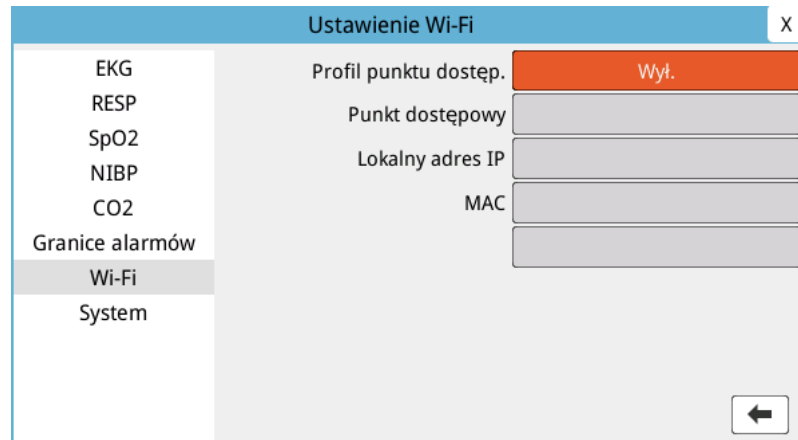 Ustawienie Wi-Fi
X
EKG
RESP
SpO2
NIBP
CO2
Granice alarmów
Wi-Fi
System
Profil punktu dostęp.
Wył.
Punkt dostępowy
Lokalny adres IP
MAC